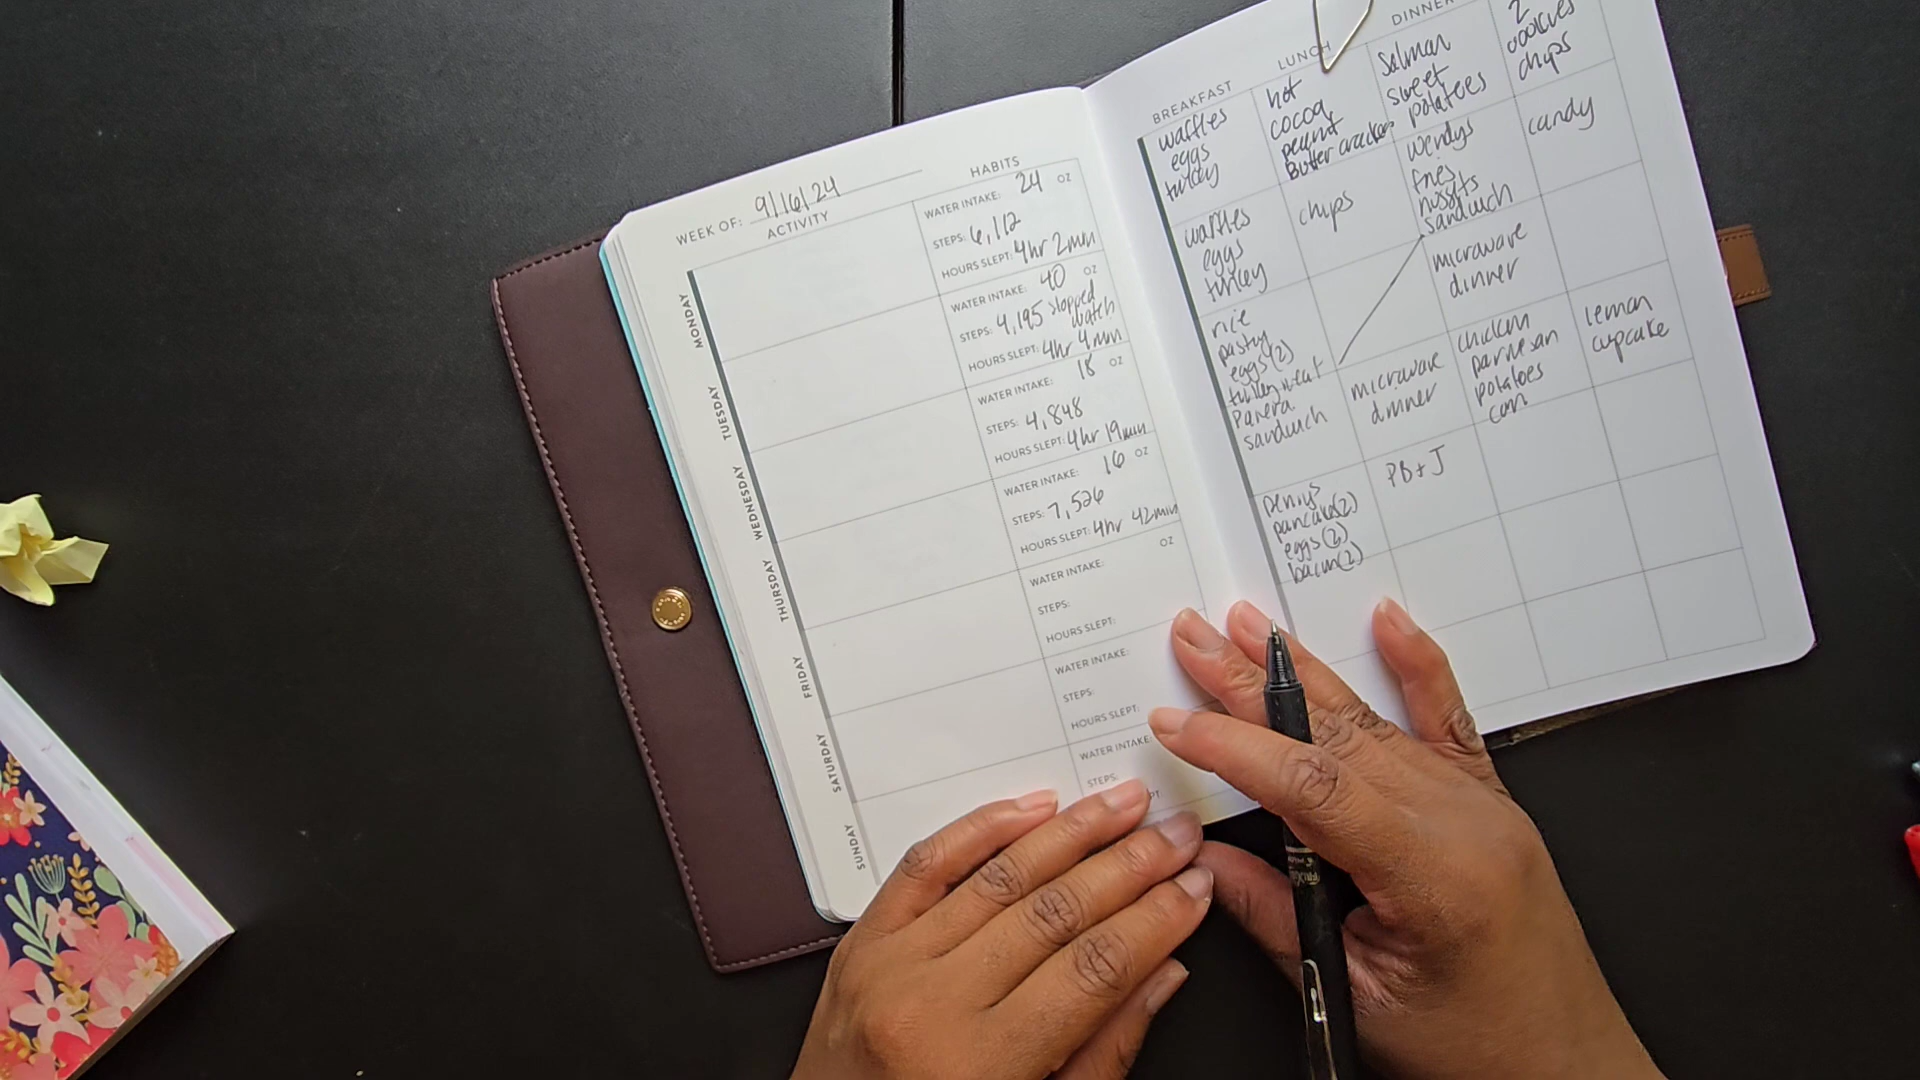 WEEK OF: 9/16/24
ACTIVITY
HABITS
MONDAY
WATER INTAKE: 24 OZ
STEPS: 6,112
HOURS SLEPT: 4hr 2min
TUESDAY
WATER INTAKE: 40 OZ
STEPS: 4,195 stopped
watch
HOURS SLEPT: 4hr 4min
WEDNESDAY
WATER INTAKE: 18 OZ
STEPS: 4,848
HOURS SLEPT: 4hr 19min
THURSDAY
WATER INTAKE: 16 OZ
STEPS: 7,526
HOURS SLEPT: 4hr 42min
FRIDAY
WATER INTAKE: OZ
STEPS:
HOURS SLEPT:
SATURDAY
WATER INTAKE:
STEPS:
HOURS SLEPT:
SUNDAY
WATER INTAKE:
STEPS:
BREAKFAST
LUNCH
DINNER
waffles
eggs
turkey
hot
cocoa,
peanut
Butter crackers
Salman
sweet
potatoes
2
cookies
chips
waffles
eggs
turkey
chips
wendys
fries
nuggts
sandwich
candy
rice
pastry
eggs(2)
turkey meat
microwave
dinner
Panera
sandwich
microwave
dinner
chicken
parmesan
potatoes
corn
leman
cupcake
Dennys
pancakes(2)
eggs(2)
bacon(2)
PB+J